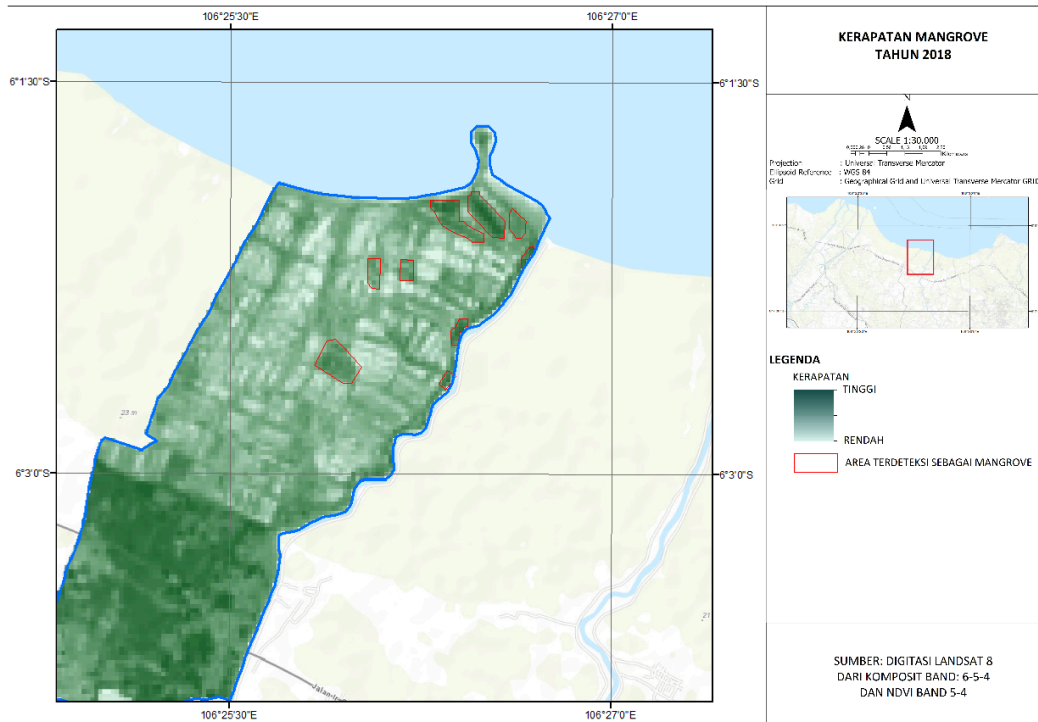 106°25'30"E
106°27'0"E
6°1'30"S
6°1'30"S
23 m
6°3'0"S
6°3'0"S
21
106°25'30"E
106°27'0"E
KERAPATAN MANGROVE
TAHUN 2018
N
SCALE 1:30.000
Kilometers
Projection : Universal Transverse Mercator
Ellipsoid Reference : WGS 84
Grid : Geographical Grid and Universal Transverse Mercator GRID
LEGENDA
KERAPATAN
TINGGI
RENDAH
AREA TERDETEKSI SEBAGAI MANGROVE
SUMBER: DIGITASI LANDSAT 8
DARI KOMPOSIT BAND: 6-5-4
DAN NDVI BAND 5-4